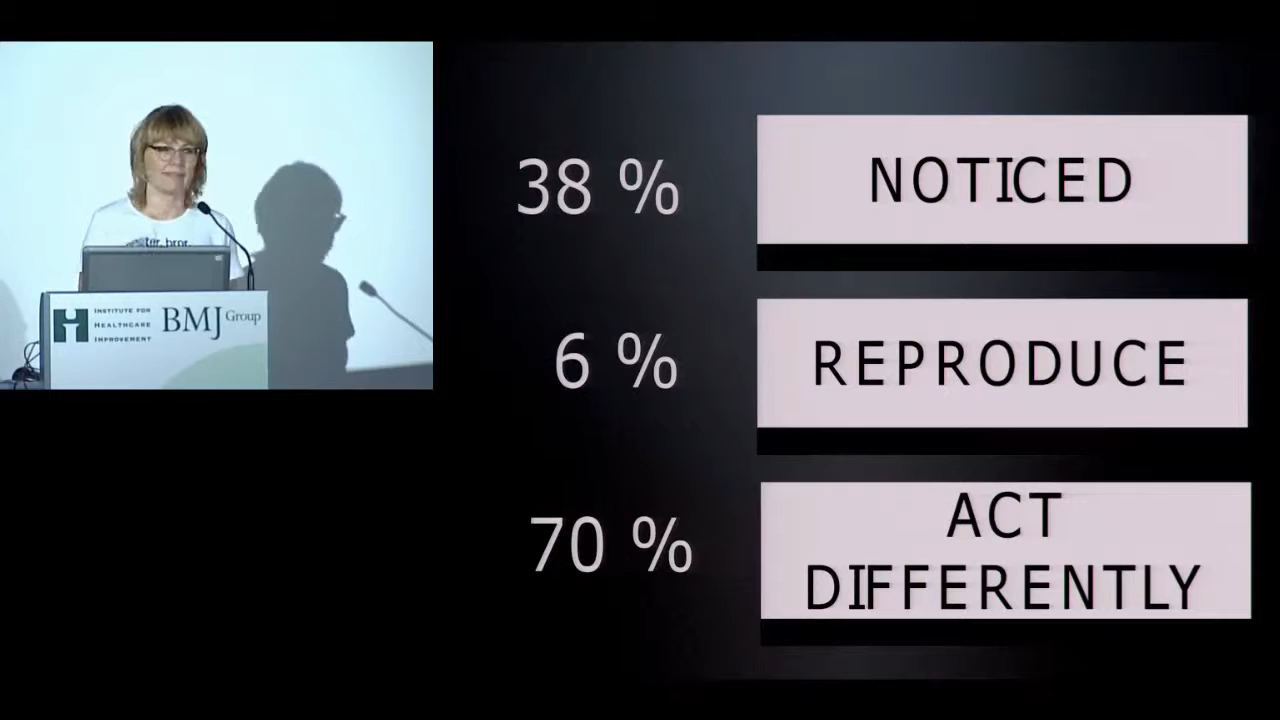 38 % NOTICED
6 % REPRODUCE
70 % ACT
DIFFERENTLY
INSTITUTE FOR
HEALTHCARE
IMPROVEMENT
BMJ Group